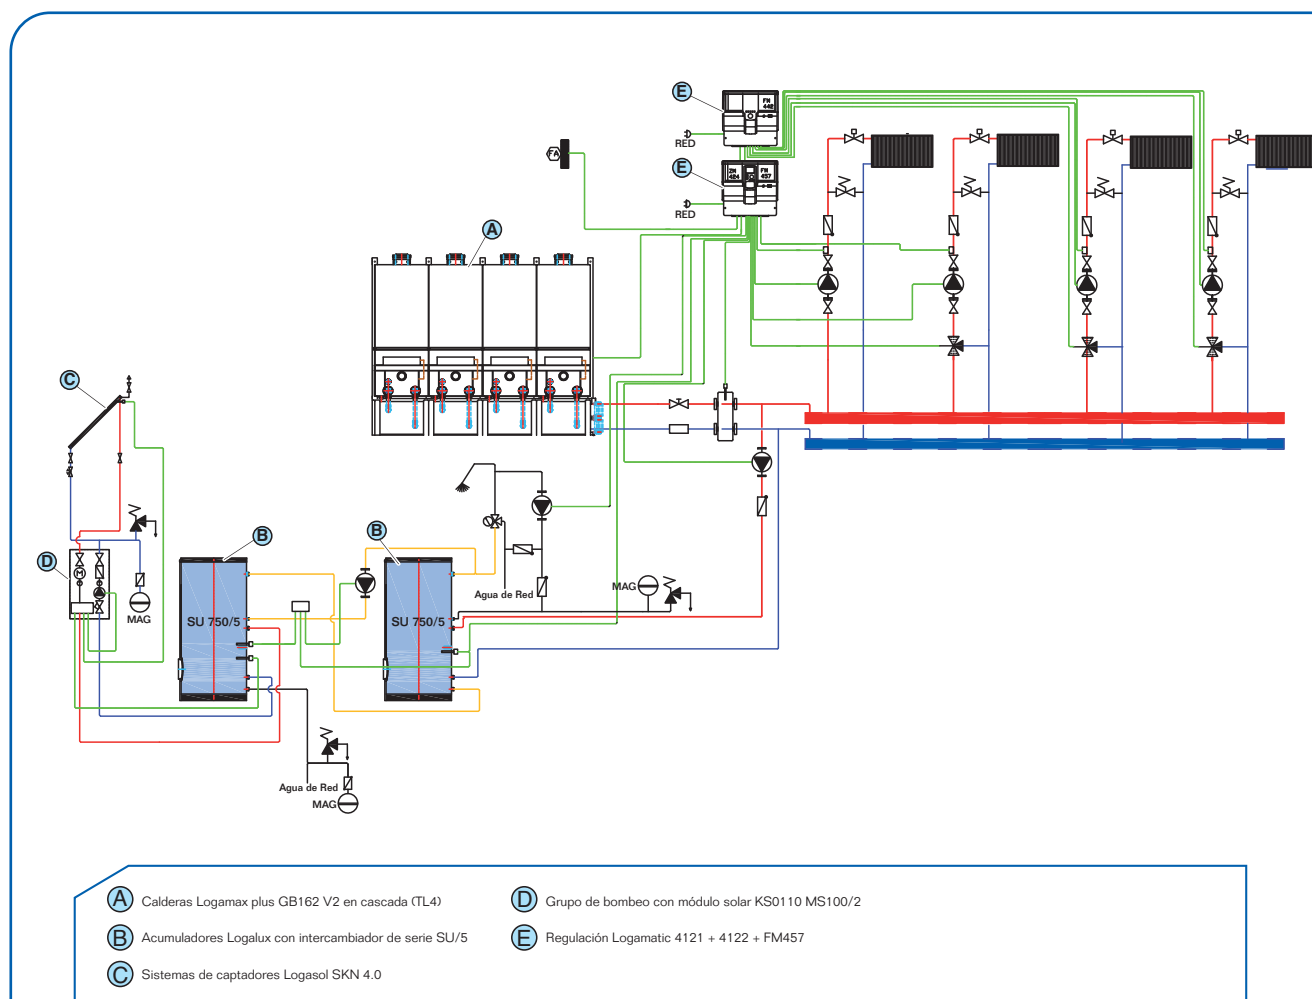 E
FM
442
RED
FA
E
ZM
424
FM
457
RED
A
C
B
B
D
M
SU 750/5
SU 750/5
MAG
MAG
Agua de Red
Agua de Red
MAG
A Calderas Logamax plus GB162 V2 en cascada (TL4)
B Acumuladores Logalux con intercambiador de serie SU/5
C Sistemas de captadores Logasol SKN 4.0
D Grupo de bombeo con módulo solar KS0110 MS100/2
E Regulación Logamatic 4121 + 4122 + FM457